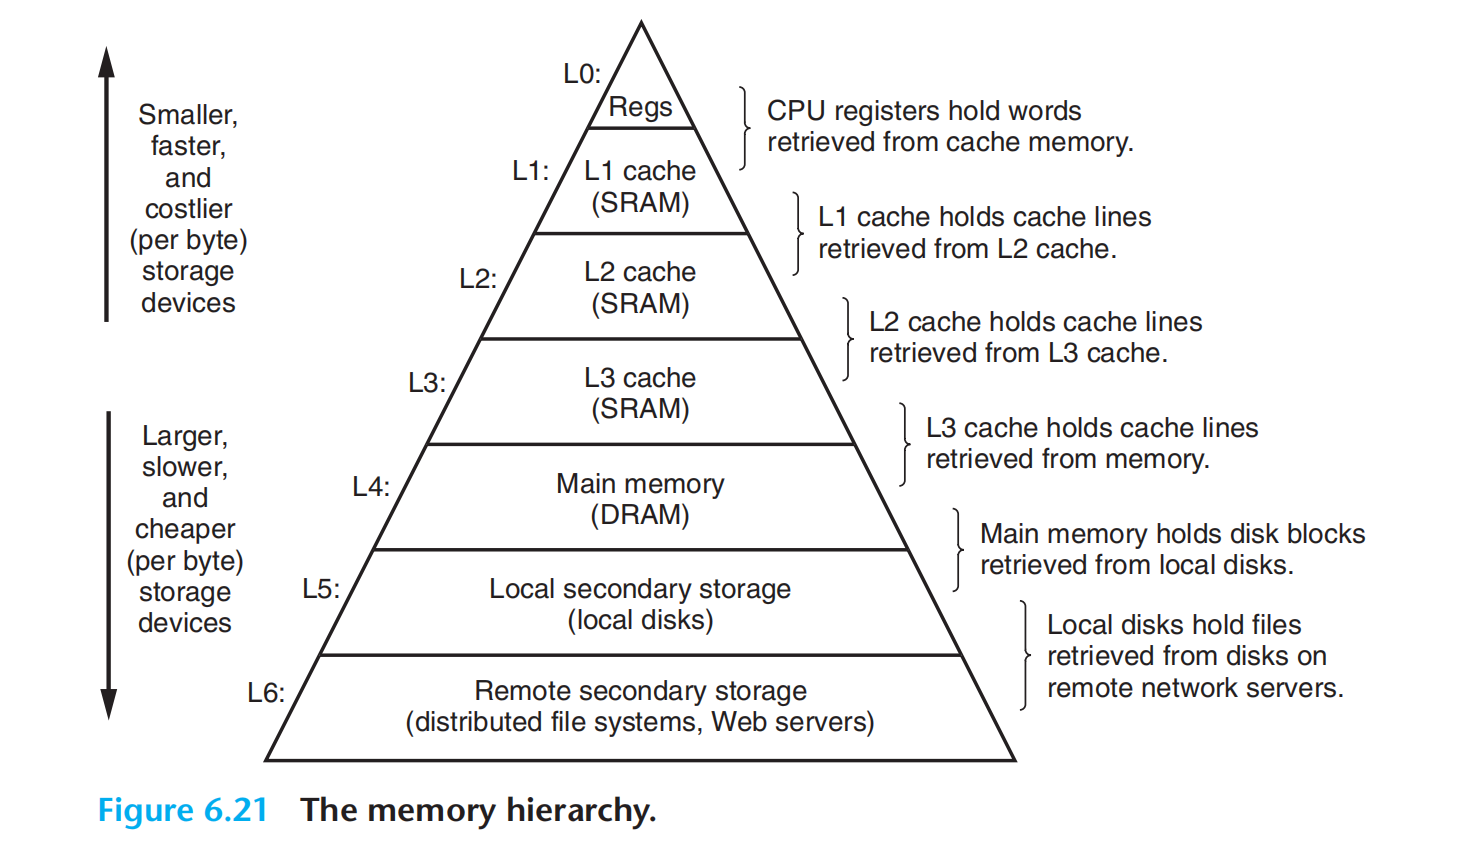 L0:
Regs
CPU registers hold words
retrieved from cache memory.
Smaller,
faster,
and
costlier
(per byte)
storage
devices
L1:
L1 cache
(SRAM)
L1 cache holds cache lines
retrieved from L2 cache.
L2:
L2 cache
(SRAM)
L2 cache holds cache lines
retrieved from L3 cache.
L3:
L3 cache
(SRAM)
L3 cache holds cache lines
retrieved from memory.
Larger,
slower,
and
cheaper
(per byte)
storage
devices
L4:
Main memory
(DRAM)
Main memory holds disk blocks
retrieved from local disks.
L5:
Local secondary storage
(local disks)
Local disks hold files
retrieved from disks on
remote network servers.
L6:
Remote secondary storage
(distributed file systems, Web servers)
Figure 6.21 The memory hierarchy.